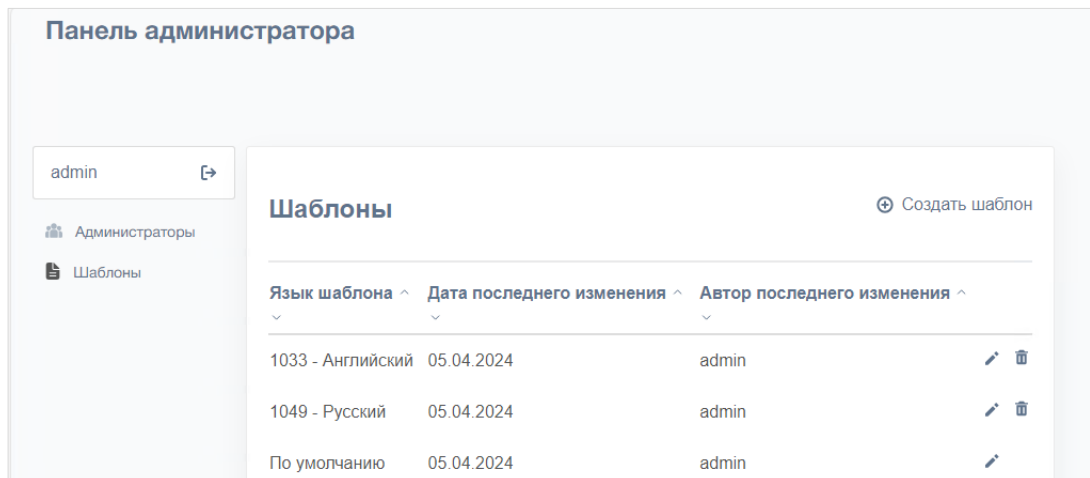 Панель администратора
admin
Администраторы
Шаблоны
Шаблоны
Создать шаблон
Язык шаблона Дата последнего изменения Автор последнего изменения
1033 - Английский 05.04.2024 admin
1049 - Русский 05.04.2024 admin
По умолчанию 05.04.2024 admin